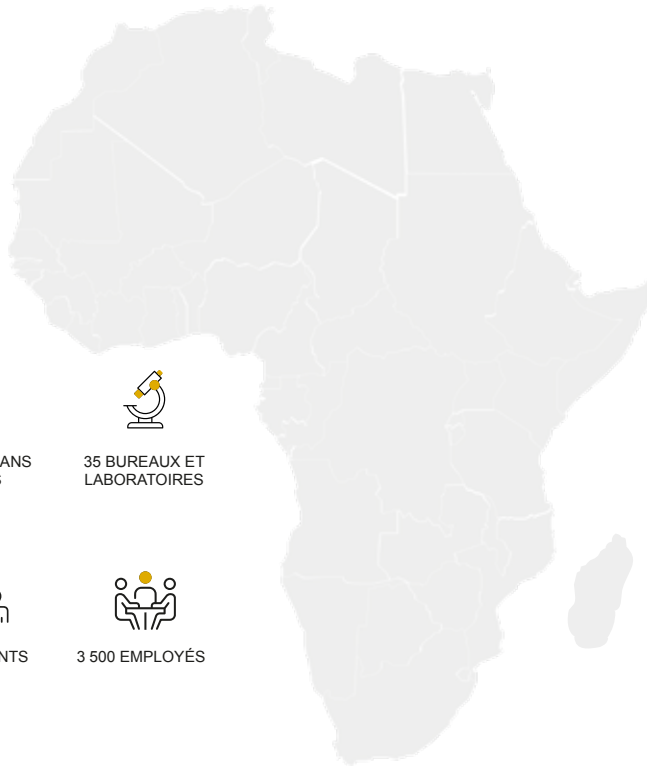 ANS
S
35 BUREAUX ET
LABORATOIRES
NTS
3 500 EMPLOYÉS